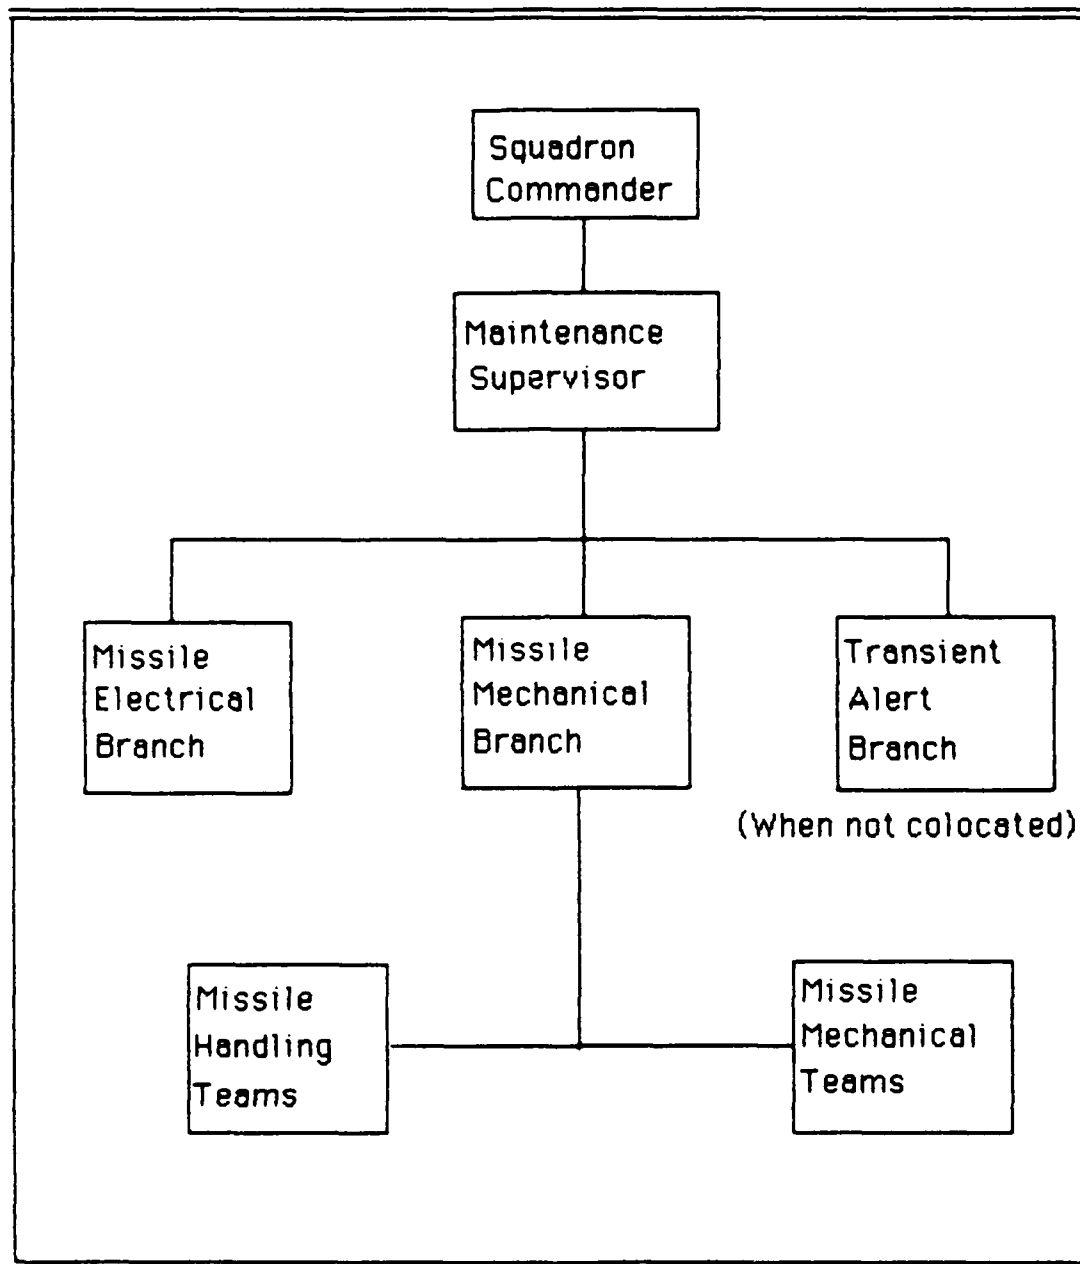 Squadron
Commander
Maintenance
Supervisor
Missile
Electrical
Branch
Missile
Mechanical
Branch
Transient
Alert
Branch
(When not colocated)
Missile
Handling
Teams
Missile
Mechanical
Teams